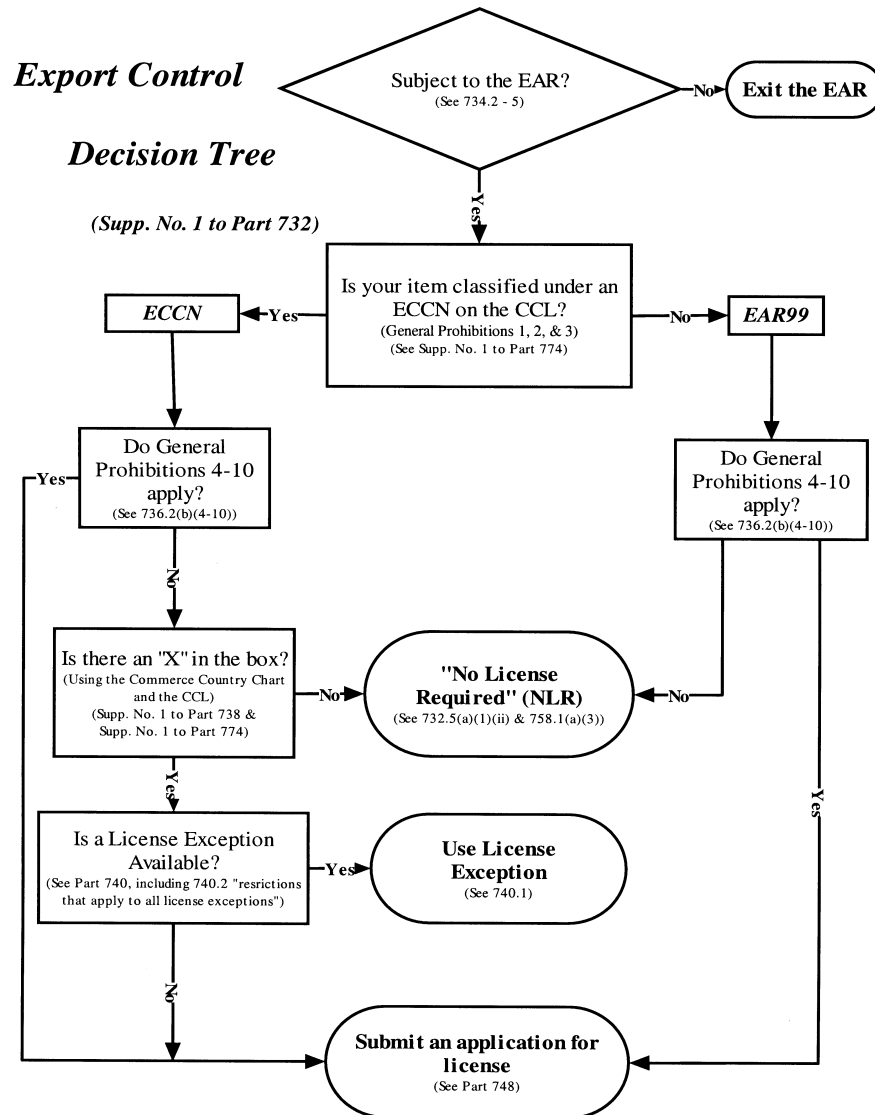 Export Control
Decision Tree
(Supp. No. 1 to Part 732)
Subject to the EAR?
(See 734.2 - 5)
No
Exit the EAR
Yes
Is your item classified under an
ECCN on the CCL?
(General Prohibitions 1, 2, & 3)
(See Supp. No. 1 to Part 774)
Yes
ECCN
No
EAR99
Do General
Prohibitions 4-10
apply?
(See 736.2(b)(4-10))
Yes
No
Do General
Prohibitions 4-10
apply?
(See 736.2(b)(4-10))
No
Yes
Is there an "X" in the box?
(Using the Commerce Country Chart
and the CCL)
(Supp. No. 1 to Part 738 &
Supp. No. 1 to Part 774)
No
"No License
Required" (NLR)
(See 732.5(a)(1)(ii) & 758.1(a)(3))
Yes
Is a License Exception
Available?
(See Part 740, including 740.2 "resrictions
that apply to all license exceptions")
Yes
Use License
Exception
(See 740.1)
No
Submit an application for
license
(See Part 748)